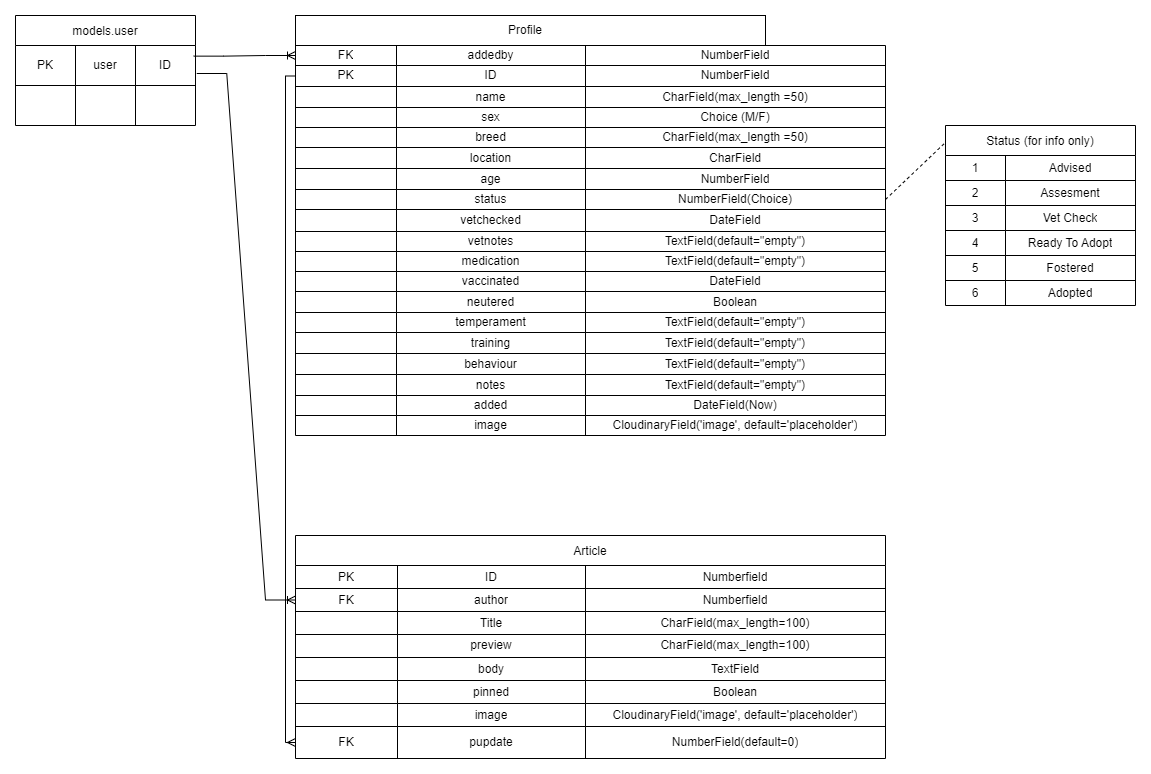 models.user
PK user ID
Profile
FK addedby NumberField
PK ID NumberField
name CharField(max_length =50)
sex Choice (M/F)
breed CharField(max_length =50)
location CharField
age NumberField
status NumberField(Choice)
vetchecked DateField
vetnotes TextField(default="empty")
medication TextField(default="empty")
vaccinated DateField
neutered Boolean
temperament TextField(default="empty")
training TextField(default="empty")
behaviour TextField(default="empty")
notes TextField(default="empty")
added DateField(Now)
image CloudinaryField('image', default='placeholder')
Status (for info only)
1 Advised
2 Assesment
3 Vet Check
4 Ready To Adopt
5 Fostered
6 Adopted
Article
PK ID Numberfield
FK author Numberfield
Title CharField(max_length=100)
preview CharField(max_length=100)
body TextField
pinned Boolean
image CloudinaryField('image', default='placeholder')
FK pupdate NumberField(default=0)